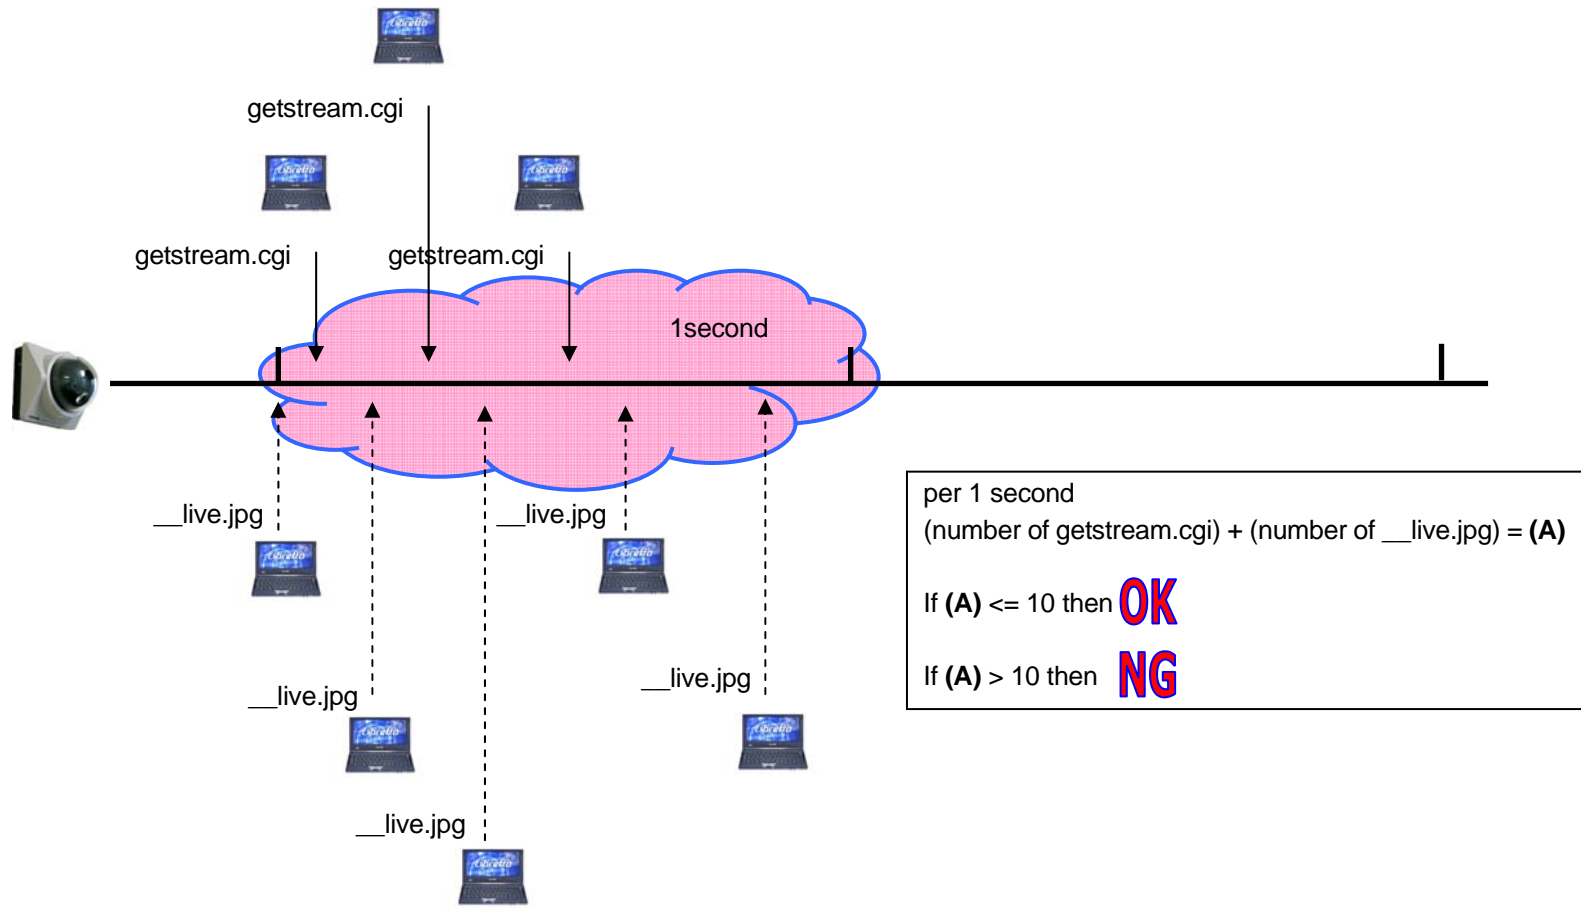 getstream.cgi
getstream.cgi
getstream.cgi
1second
__live.jpg
__live.jpg
__live.jpg
__live.jpg
__live.jpg
per 1 second
(number of getstream.cgi) + (number of __live.jpg) = (A)
If (A) <= 10 then OK
If (A) > 10 then NG